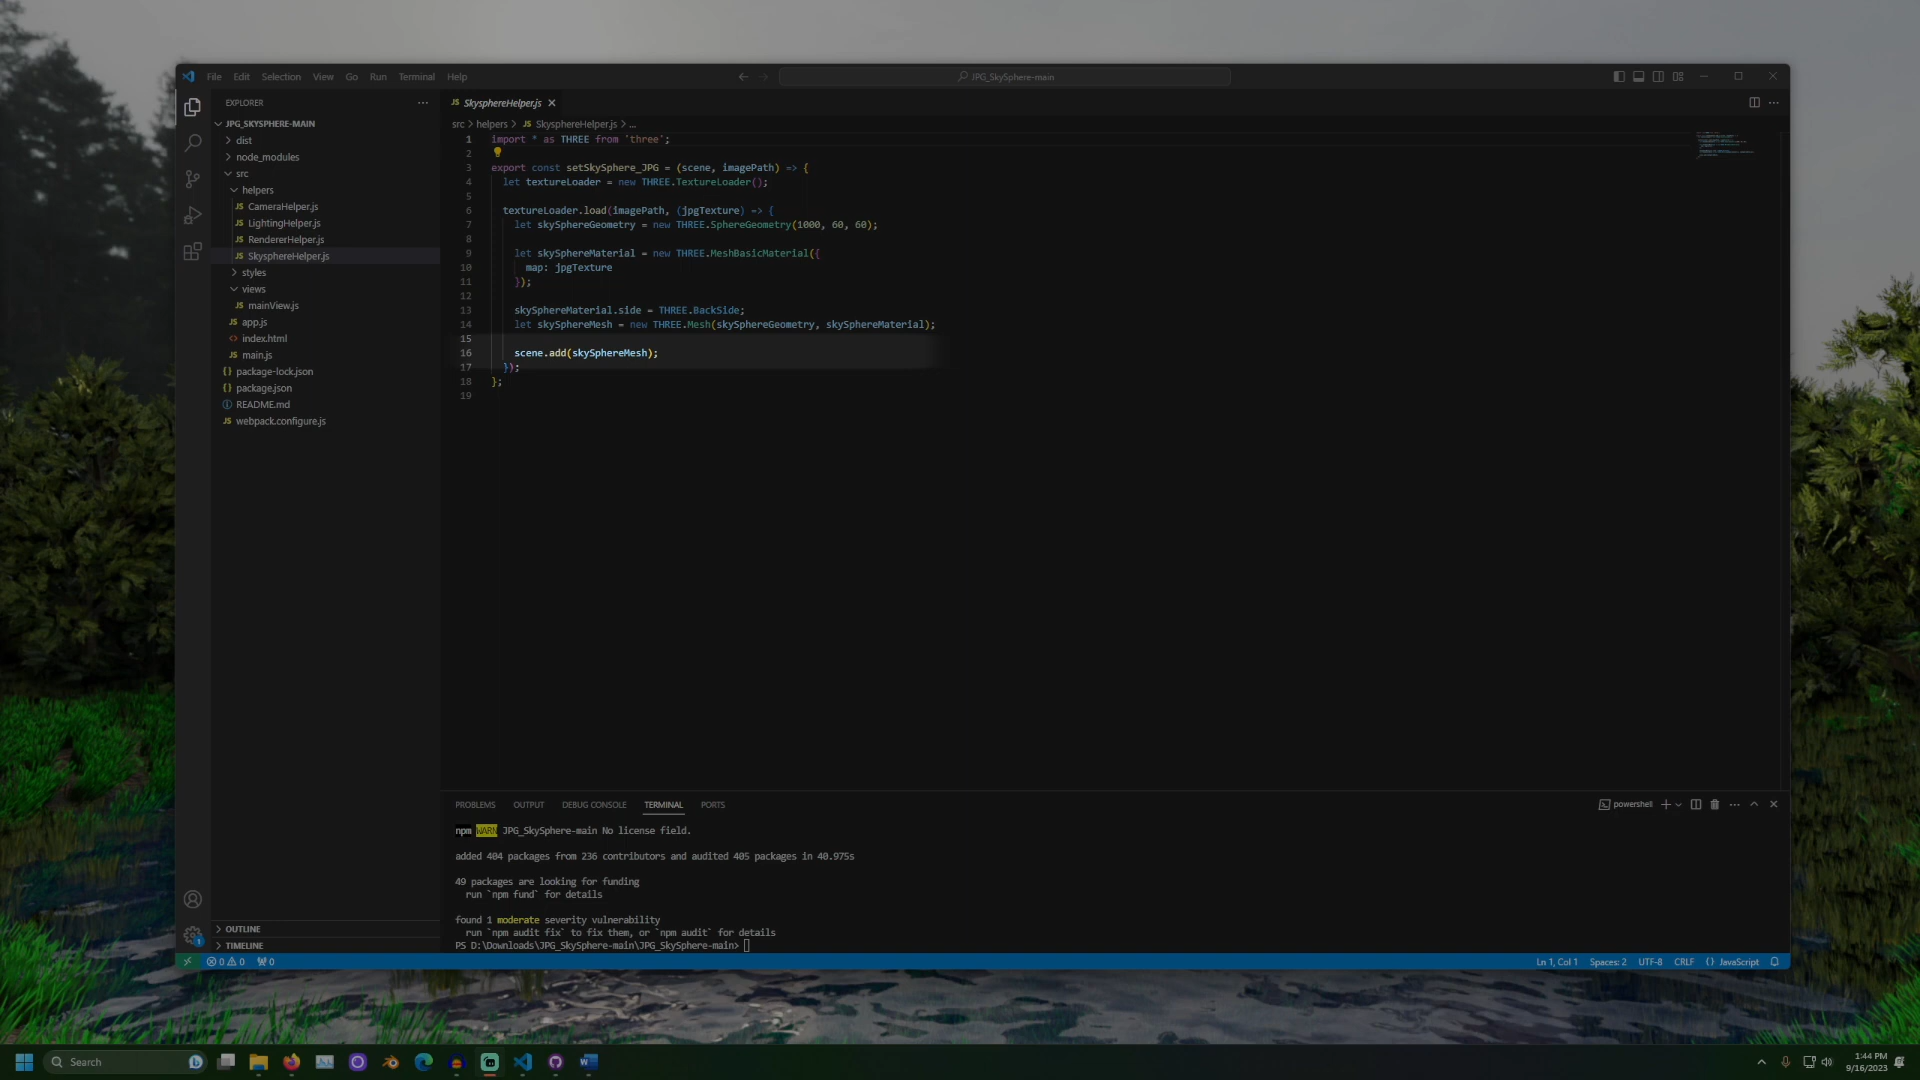 File Edit Selection View Go Run Terminal Help
JPG_SkySphere-main
EXPLORER
JPG_SKYSPHERE-MAIN
dist
node_modules
src
helpers
JS CameraHelper.js
JS LightingHelper.js
JS RendererHelper.js
JS SkysphereHelper.js
styles
views
JS mainView.js
JS app.js
<> index.html
JS main.js
{} package-lock.json
{} package.json
README.md
JS webpack.configure.js
OUTLINE
TIMELINE
JS SkysphereHelper.js
src > helpers > JS SkysphereHelper.js > ...
1 import * as THREE from 'three';
2
3 export const setSkySphere_JPG = (scene, imagePath) => {
4 let textureLoader = new THREE.TextureLoader();
5
6 textureLoader.load(imagePath, (jpgTexture) => {
7 let skySphereGeometry = new THREE.SphereGeometry(1000, 60, 60);
8
9 let skySphereMaterial = new THREE.MeshBasicMaterial({
10 map: jpgTexture
11 });
12
13 skySphereMaterial.side = THREE.BackSide;
14 let skySphereMesh = new THREE.Mesh(skySphereGeometry, skySphereMaterial);
15
16 scene.add(skySphereMesh);
17 });
18 };
19
PROBLEMS OUTPUT DEBUG CONSOLE TERMINAL PORTS
powershell
npm WARN JPG_SkySphere-main No license field.
added 404 packages from 236 contributors and audited 405 packages in 40.975s
49 packages are looking for funding
run `npm fund` for details
found 1 moderate severity vulnerability
run `npm audit fix` to fix them, or `npm audit` for details
PS D:\Downloads\JPG_SkySphere-main\JPG_SkySphere-main>
1
0 0 0
Ln 1, Col 1 Spaces: 2 UTF-8 CRLF {} JavaScript
Search
1:44 PM
9/16/2023